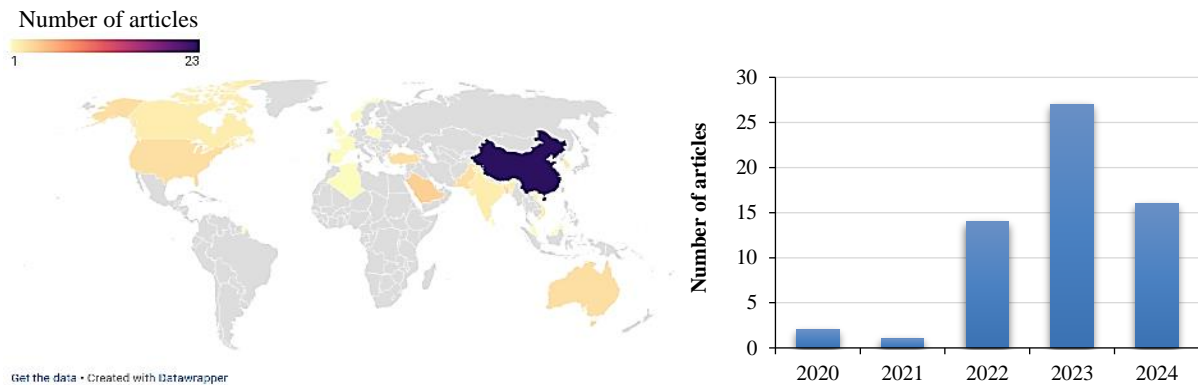 Number of articles
1 23
Get the data • Created with Datawrapper
Number of articles
30
25
20
15
10
5
0
2020 2021 2022 2023 2024